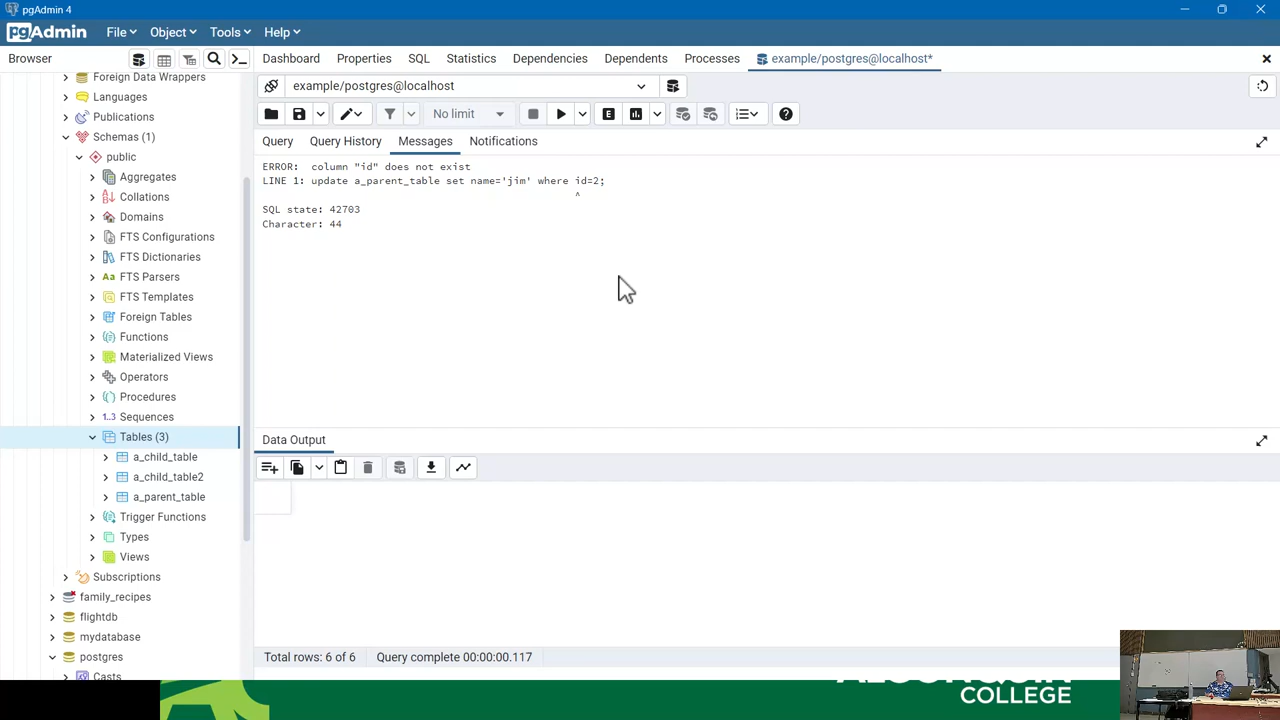 pgAdmin 4
pgAdmin File Object Tools Help
Browser
Dashboard Properties SQL Statistics Dependencies Dependents Processes example/postgres@localhost*
Foreign Data Wrappers
Languages
Publications
Schemas (1)
public
Aggregates
Collations
Domains
FTS Configurations
FTS Dictionaries
FTS Parsers
FTS Templates
Foreign Tables
Functions
Materialized Views
Operators
Procedures
Sequences
Tables (3)
a_child_table
a_child_table2
a_parent_table
Trigger Functions
Types
Views
Subscriptions
family_recipes
flightdb
mydatabase
postgres
Casts
example/postgres@localhost
No limit
Query Query History Messages Notifications
ERROR: column "id" does not exist
LINE 1: update a_parent_table set name='jim' where id=2;
^
SQL state: 42703
Character: 44
Data Output
Total rows: 6 of 6 Query complete 00:00:00.117
ALGONQUIN
COLLEGE